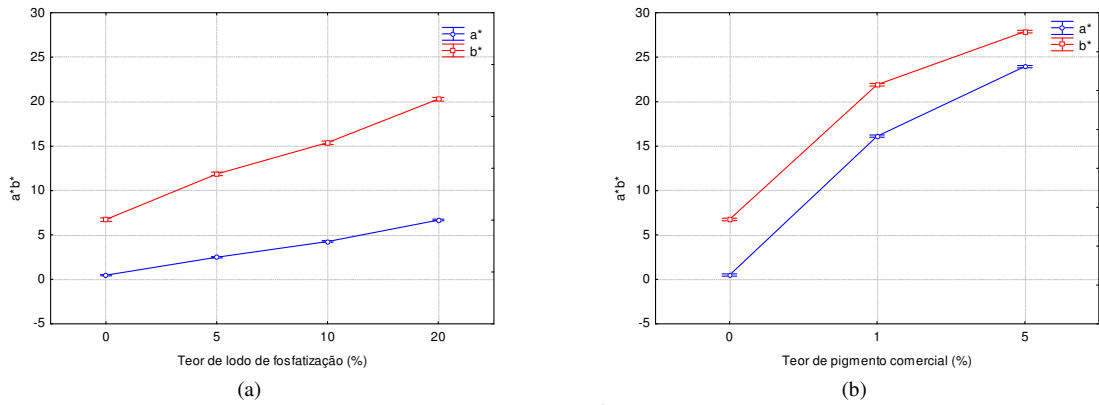 30
25
20
15
10
5
0
-5
a*b*
a*
b*
0 5 10 20
Teor de lodo de fosfatização (%)
(a)
30
25
20
15
10
5
0
-5
a*b*
a*
b*
0 1 5
Teor de pigmento comercial (%)
(b)